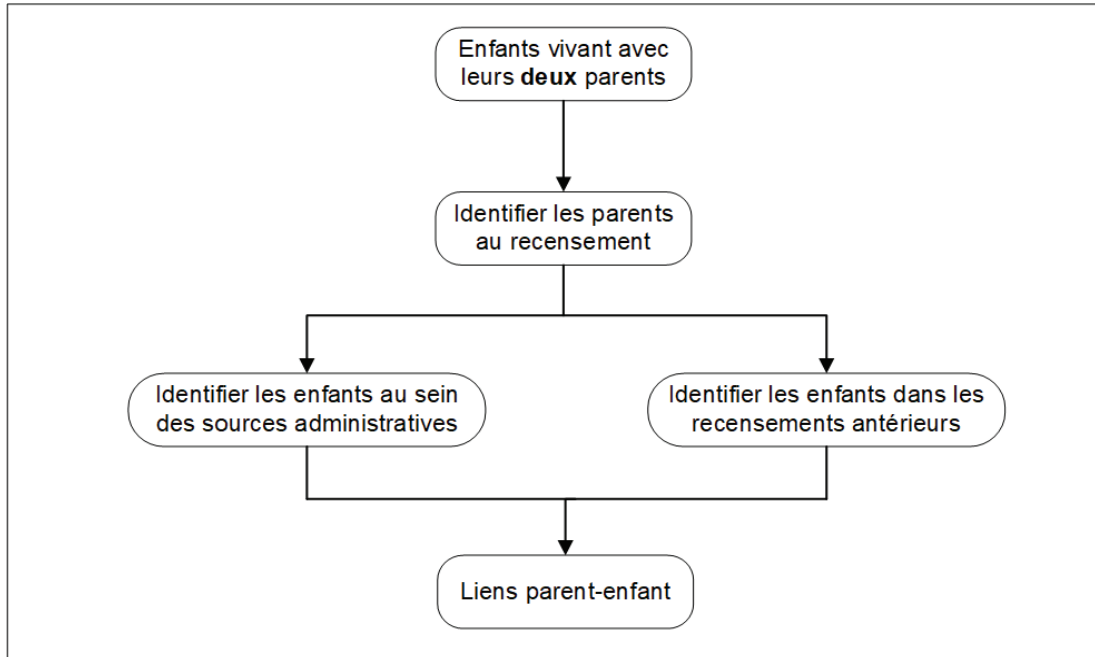 Enfants vivant avec
leurs deux parents
Identifier les parents
au recensement
Identifier les enfants au sein
des sources administratives
Identifier les enfants dans les
recensements antérieurs
Liens parent-enfant